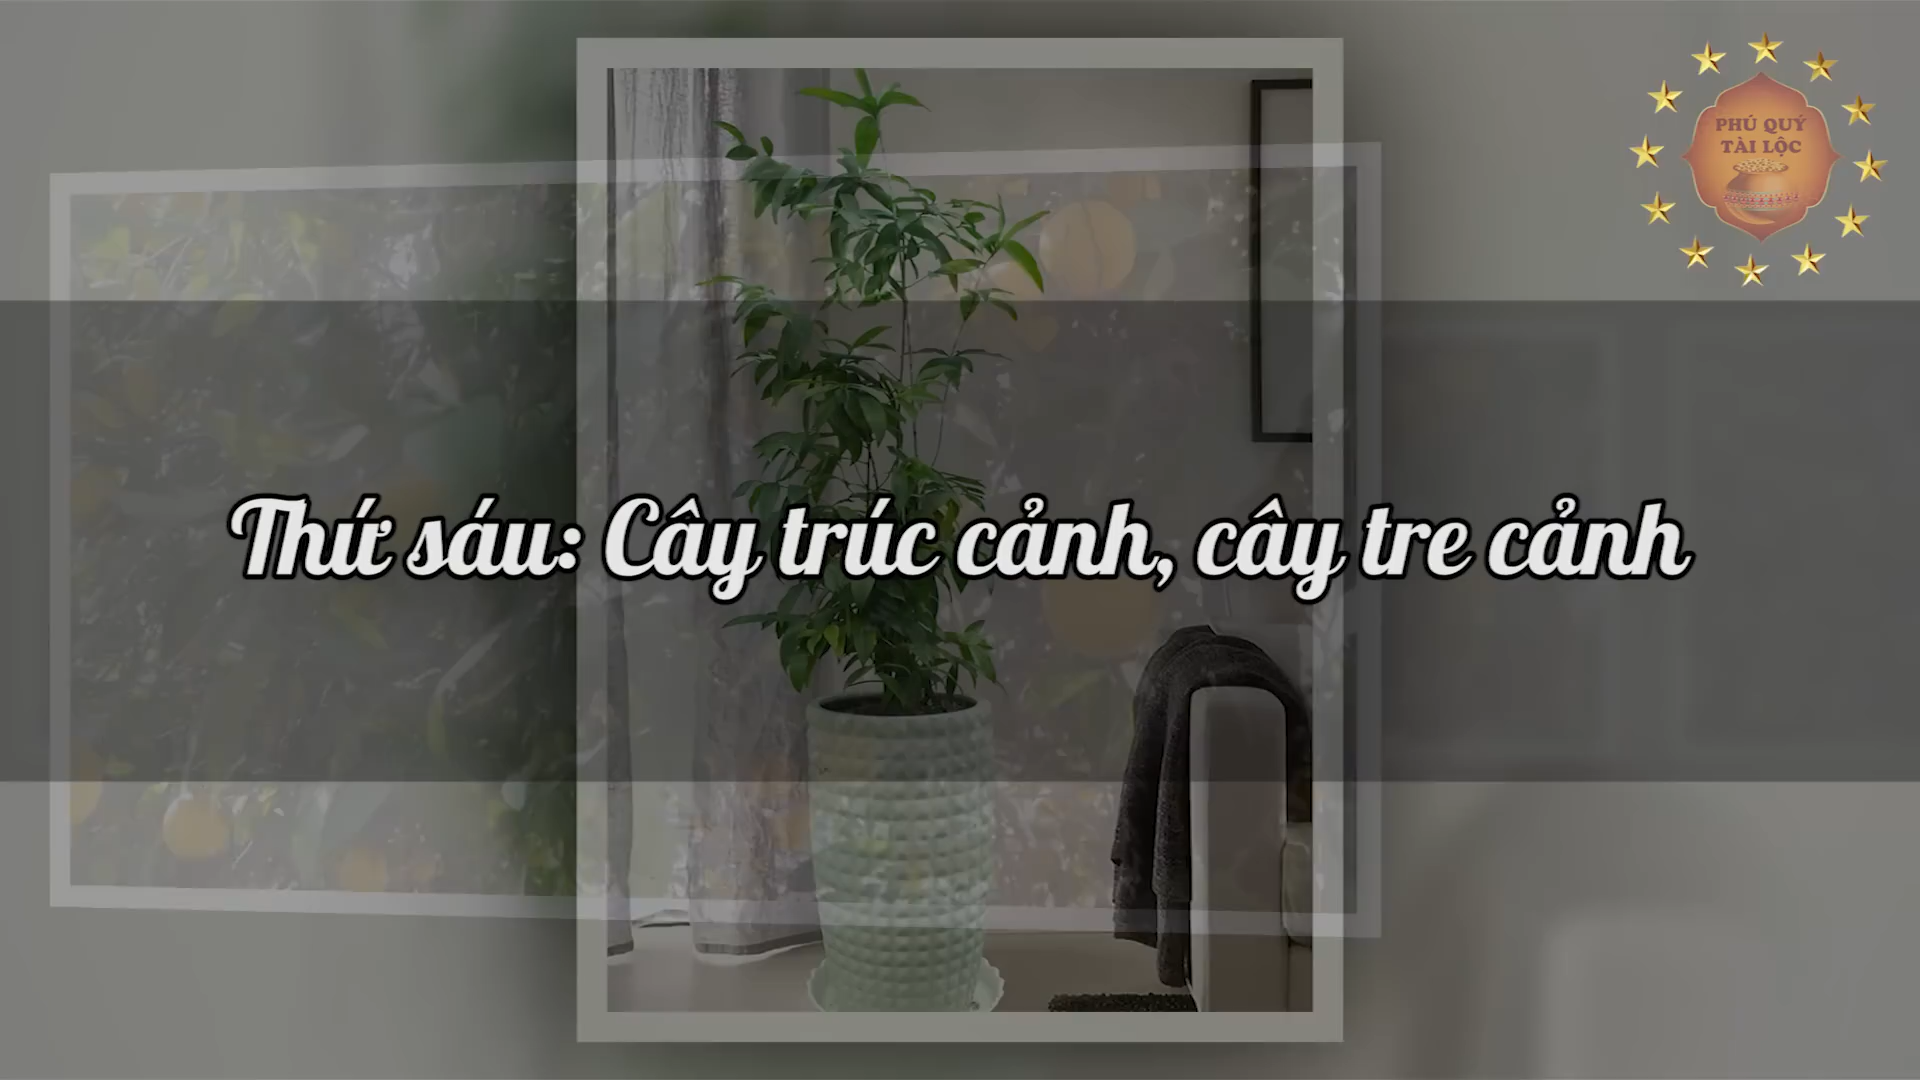 PHÚ QUÝ
TÀI LỘC
Thứ sáu: Cây trúc cảnh, cây tre cảnh